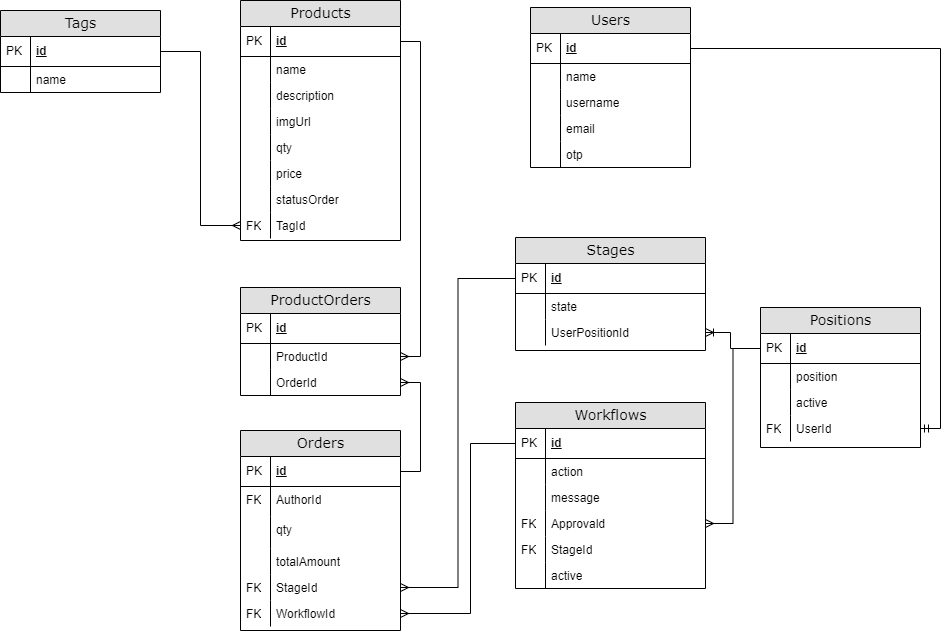 Tags
PK id
name
Products
PK id
name
description
imgUrl
qty
price
statusOrder
FK TagId
Users
PK id
name
username
email
otp
ProductOrders
PK id
ProductId
OrderId
Stages
PK id
state
UserPositionId
Positions
PK id
position
active
FK UserId
Orders
PK id
FK AuthorId
qty
totalAmount
FK StageId
FK WorkflowId
Workflows
PK id
action
message
FK Approvald
FK StageId
active